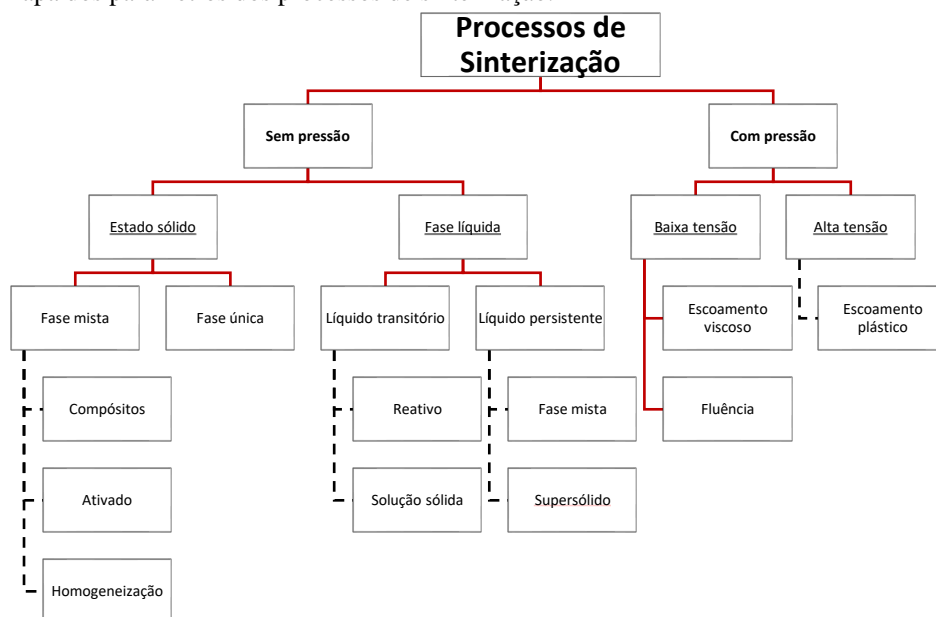 Processos de
Sinterização
Sem pressão
Com pressão
Estado sólido
Fase líquida
Baixa tensão
Alta tensão
Fase mista
Fase única
Líquido transitório
Líquido persistente
Escoamento
viscoso
Escoamento
plástico
Compósitos
Reativo
Fase mista
Fluência
Ativado
Solução sólida
Supersólido
Homogeneização